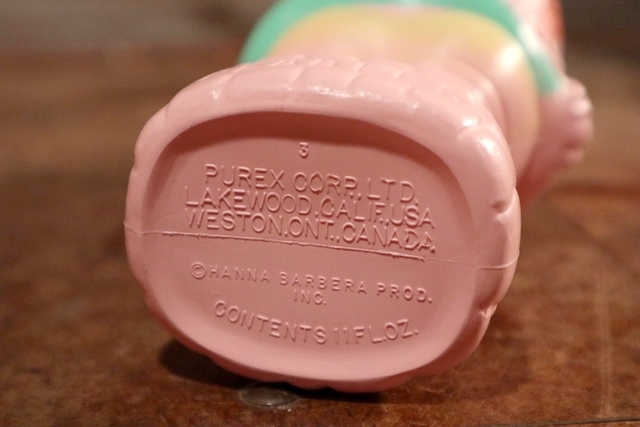 3
PUREX CORP., LTD.
LAKEWOOD, CALIF. USA
WESTON, ONT., CANADA
©HANNA BARBERA PROD.
INC.
CONTENTS 11 FL. OZ.